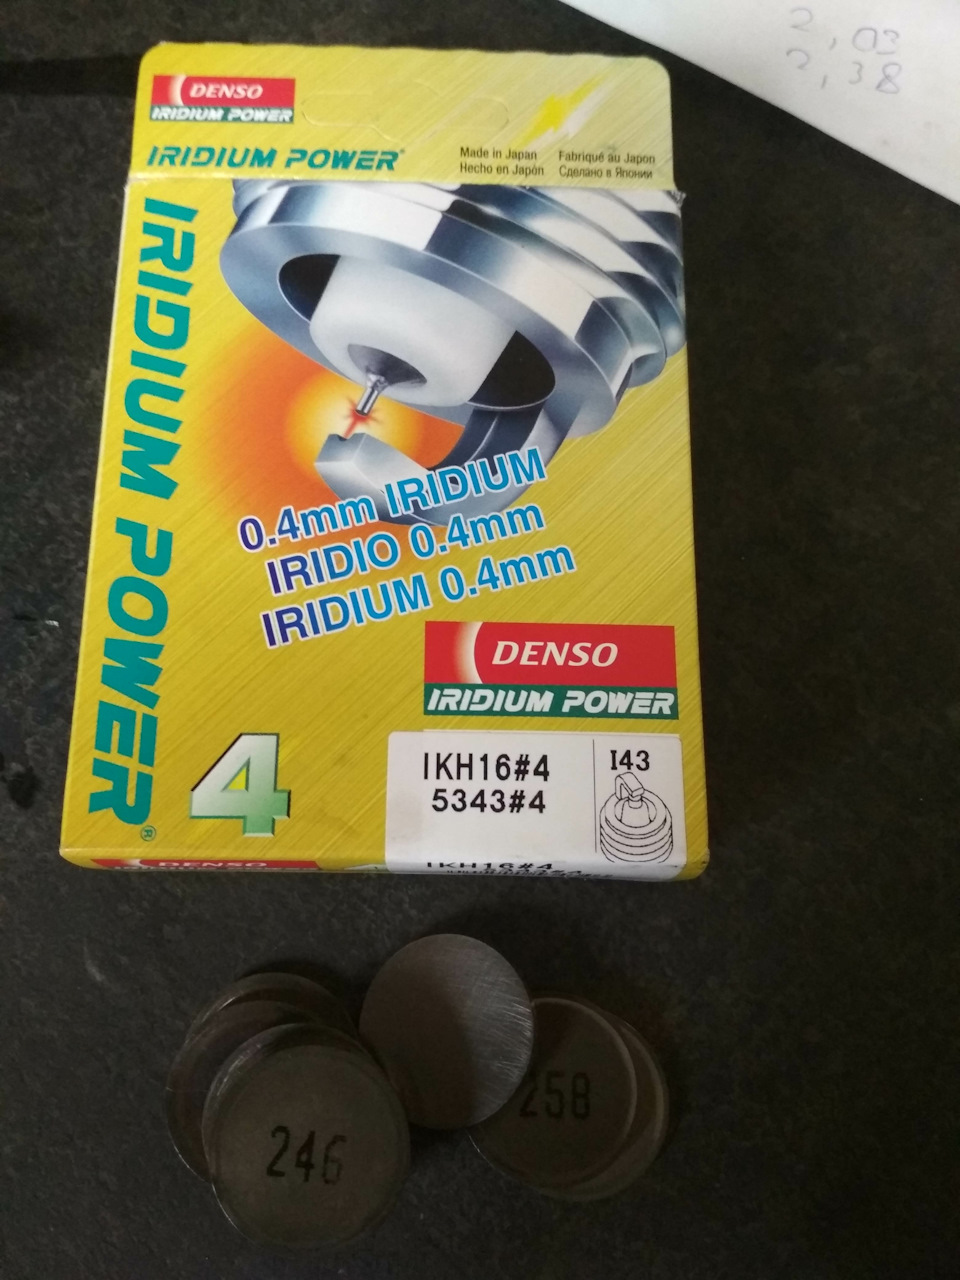 2,03
2,38
DENSO
IRIDIUM POWER
IRIDIUM POWER®
Made in Japan Fabriqué au Japon
Hecho en Japón Сделано в Японии
IRIDIUM POWER®
0.4mm IRIDIUM
IRIDIO 0.4mm
IRIDIUM 0.4mm
DENSO
IRIDIUM POWER
4
IKH16#4
5343#4
I43
DENSO
IKH16#4
258
246